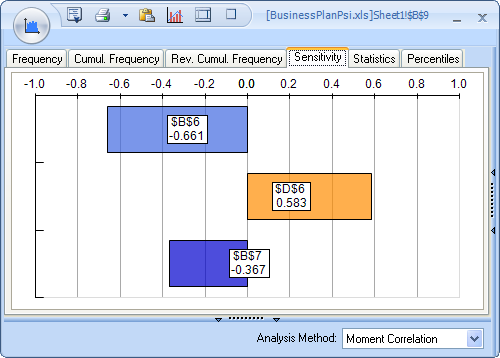 [BusinessPlanPsi.xls]Sheet1!$B$9
Frequency Cumul. Frequency Rev. Cumul. Frequency Sensitivity Statistics Percentiles
-1.0 -0.8 -0.6 -0.4 -0.2 0.0 0.2 0.4 0.6 0.8 1.0
$B$6
-0.661
$D$6
0.583
$B$7
-0.367
Analysis Method: Moment Correlation